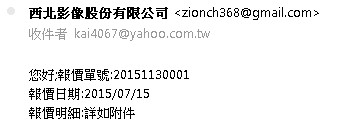 西北影像股份有限公司 <zionch368@gmail.com>
收件者 kai4067@yahoo.com.tw
您好;報價單號:20151130001
報價日期:2015/07/15
報價明細:詳如附件